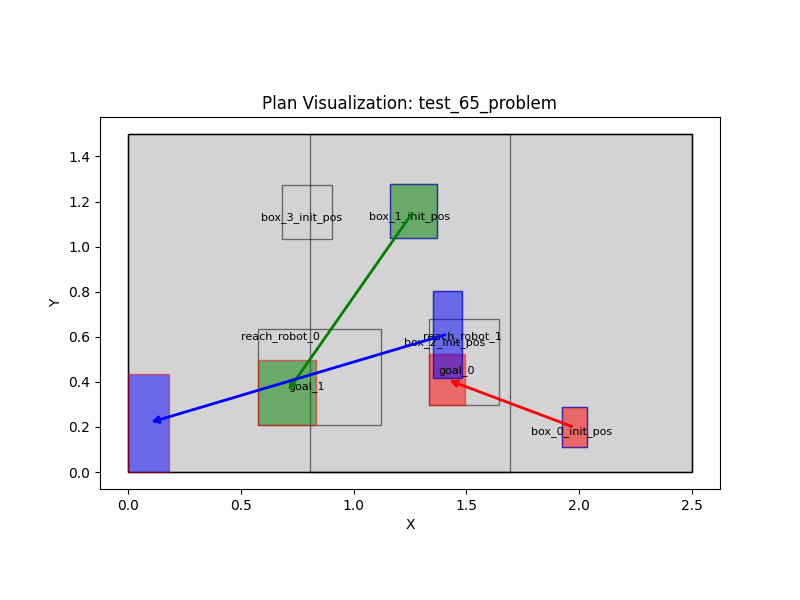 Plan Visualization: test_65_problem
1.4
1.2
1.0
0.8
0.6
0.4
0.2
0.0
Y
box_3_init_pos
box_1_init_pos
reach_robot_0
reach_robot_1
box_2_init_pos
goal_0
goal_1
box_0_init_pos
0.0 0.5 1.0 1.5 2.0 2.5
X